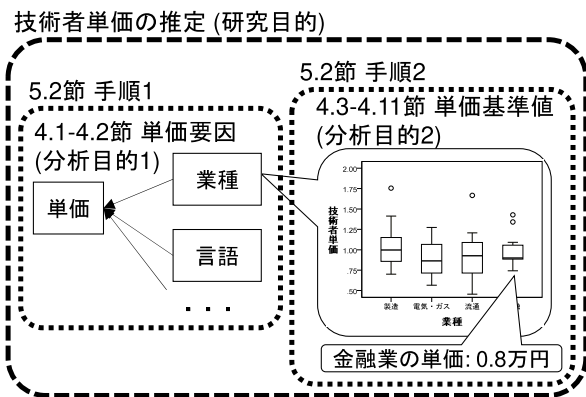 技術者単価の推定 (研究目的)
5.2節 手順1
4.1-4.2節 単価要因
(分析目的1)
単価
業種
言語
. . .
5.2節 手順2
4.3-4.11節 単価基準値
(分析目的2)
技術者単価
2.00
1.75
1.50
1.25
1.00
.75
.50
製造 電気・ガス 流通
業種
金融業の単価: 0.8万円